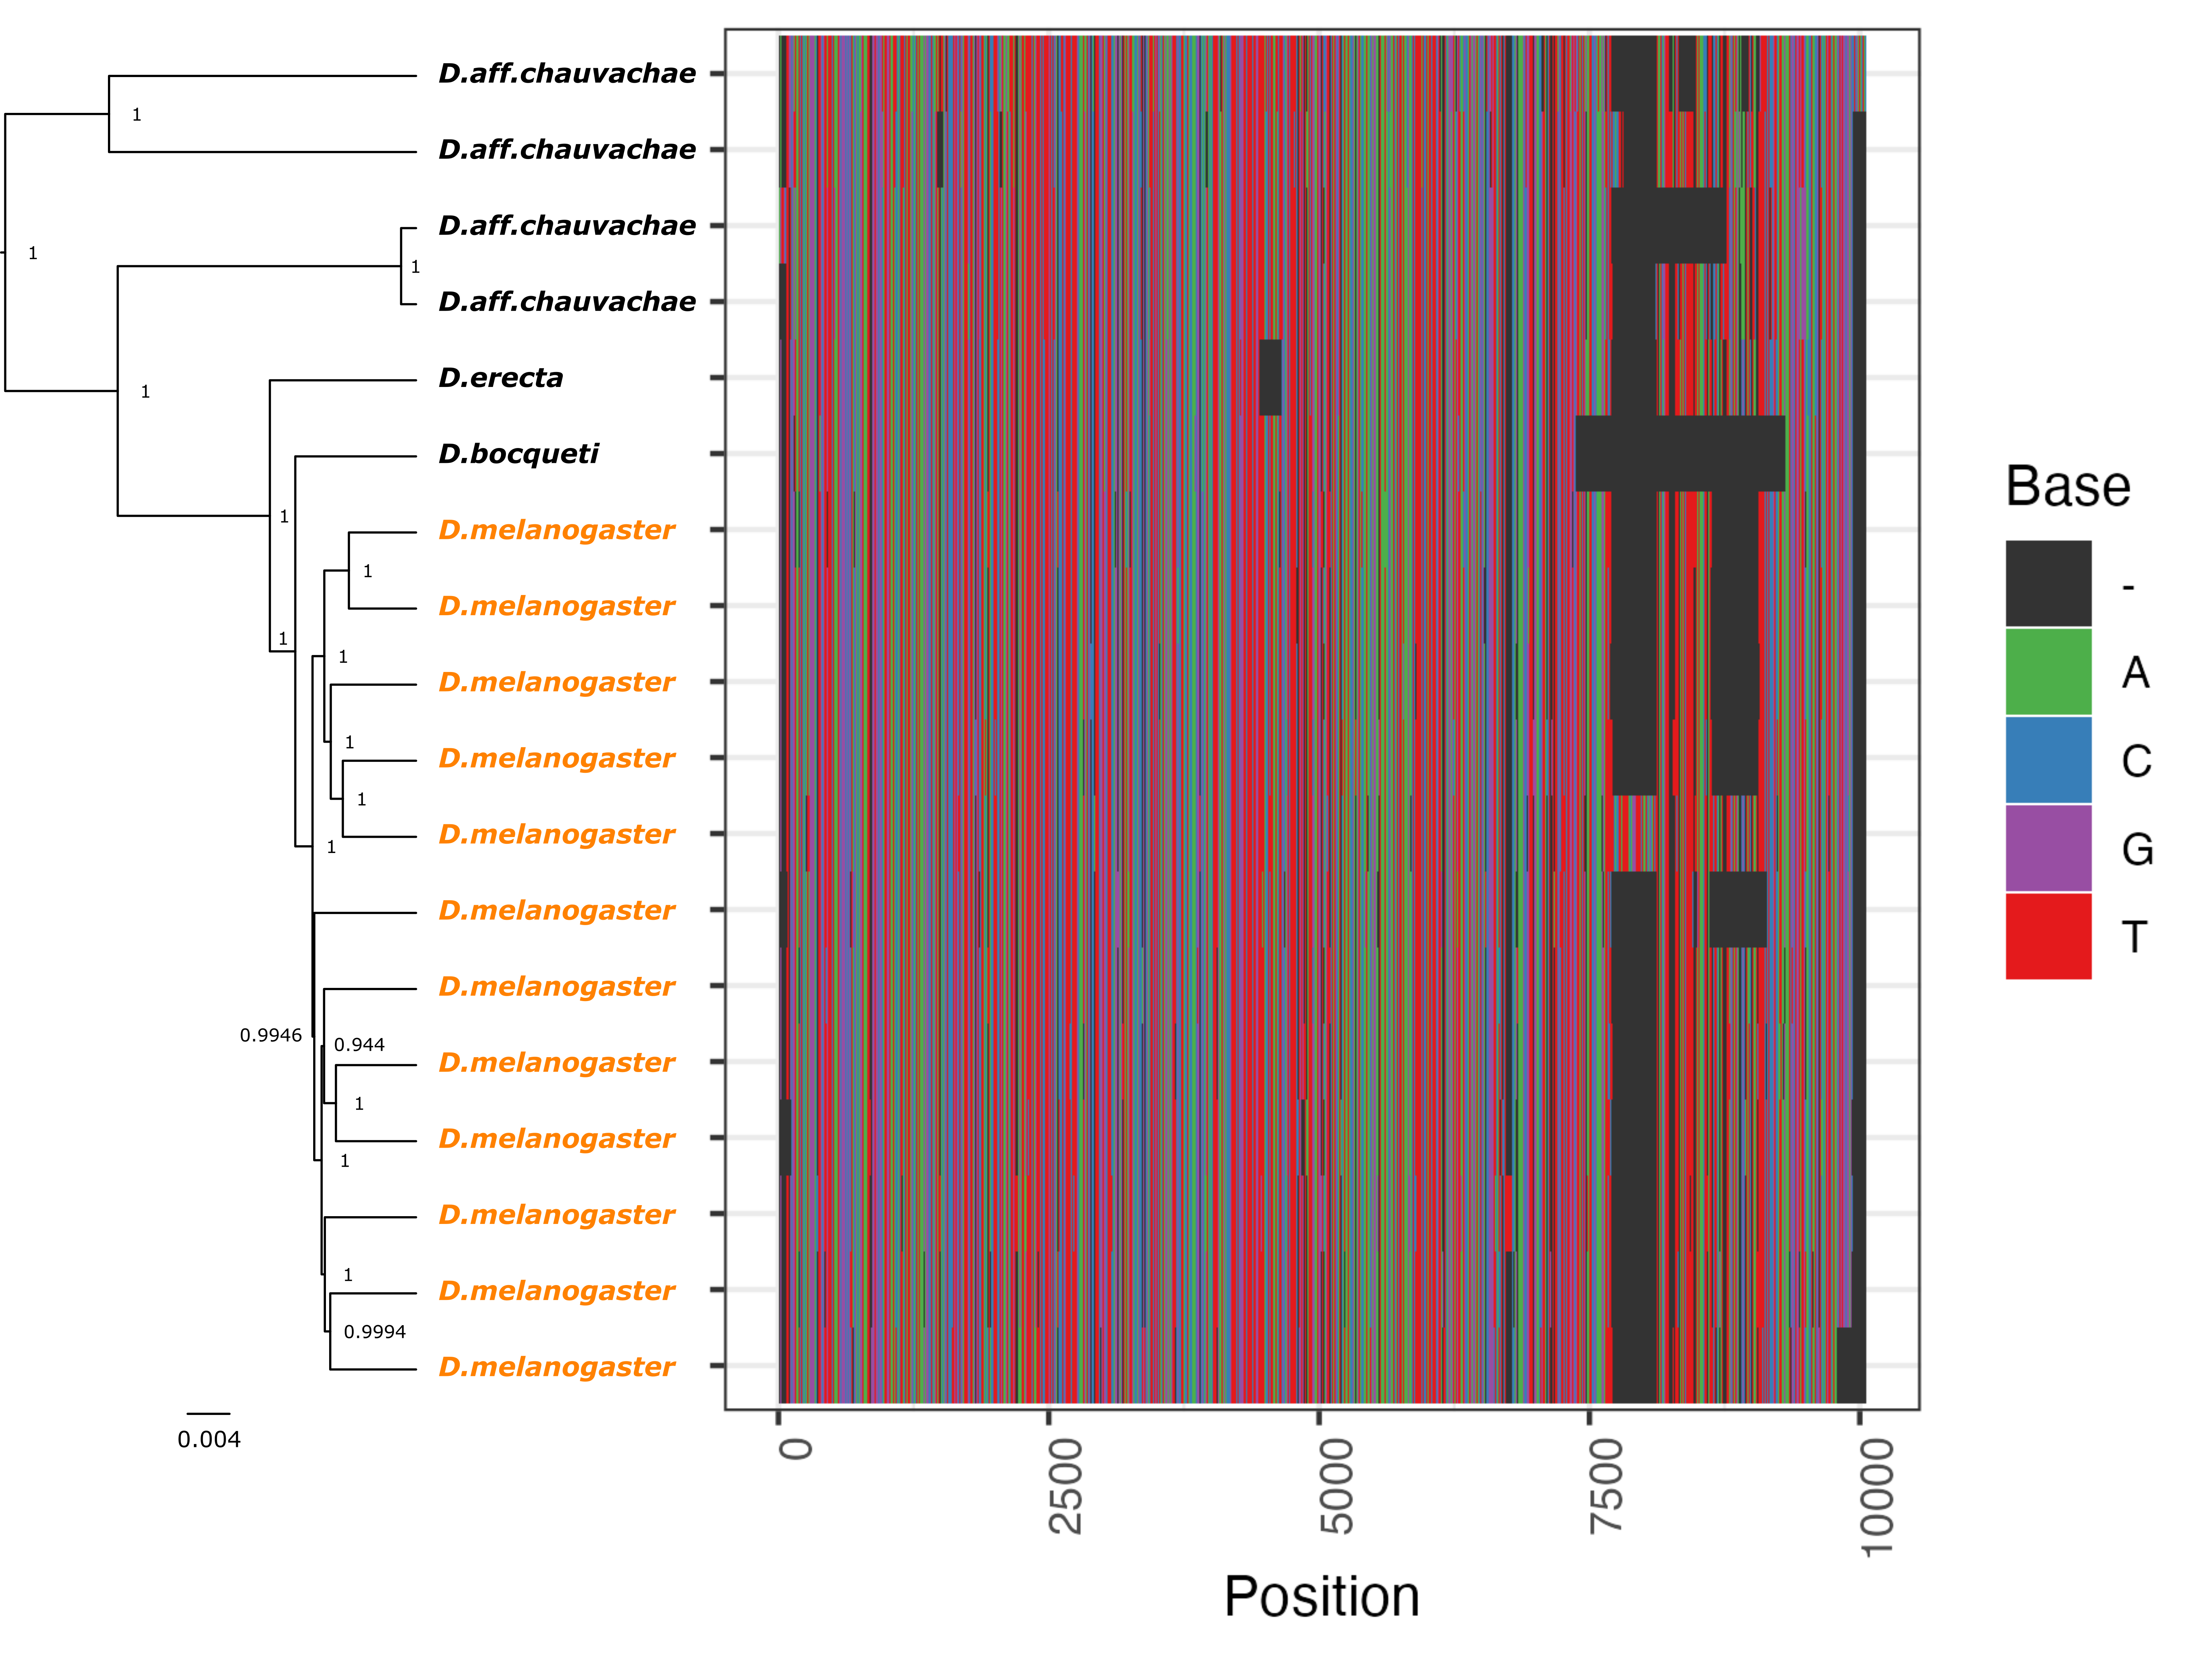 D.aff.chauvachae
1
D.aff.chauvachae
D.aff.chauvachae
1
1
D.aff.chauvachae
D.erecta
1
D.bocqueti
1
D.melanogaster
1
D.melanogaster
1
1
D.melanogaster
1
D.melanogaster
1
D.melanogaster
1
D.melanogaster
D.melanogaster
0.9946
0.944
D.melanogaster
1
D.melanogaster
1
D.melanogaster
1
D.melanogaster
0.9994
D.melanogaster
0.004
0
2500
5000
7500
10000
Position
Base
-
A
C
G
T